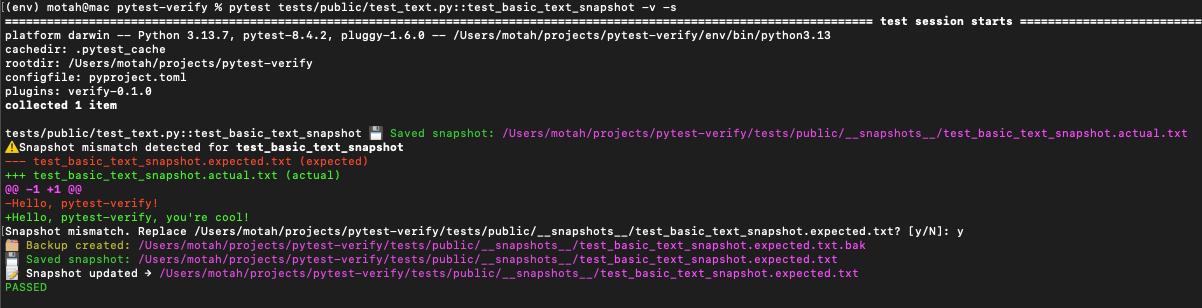 [(env) motah@mac pytest-verify % pytest tests/public/test_text.py::test_basic_text_snapshot -v -s
=============================== test session starts ===============================
platform darwin -- Python 3.13.7, pytest-8.4.2, pluggy-1.6.0 -- /Users/motah/projects/pytest-verify/env/bin/python3.13
cachedir: .pytest_cache
rootdir: /Users/motah/projects/pytest-verify
configfile: pyproject.toml
plugins: verify-0.1.0
collected 1 item

tests/public/test_text.py::test_basic_text_snapshot 💾 Saved snapshot: /Users/motah/projects/pytest-verify/tests/public/__snapshots__/test_basic_text_snapshot.actual.txt
⚠️Snapshot mismatch detected for test_basic_text_snapshot
--- test_basic_text_snapshot.expected.txt (expected)
+++ test_basic_text_snapshot.actual.txt (actual)
@@ -1 +1 @@
-Hello, pytest-verify!
+Hello, pytest-verify, you're cool!
[Snapshot mismatch. Replace /Users/motah/projects/pytest-verify/tests/public/__snapshots__/test_basic_text_snapshot.expected.txt? [y/N]: y
🗂️ Backup created: /Users/motah/projects/pytest-verify/tests/public/__snapshots__/test_basic_text_snapshot.expected.txt.bak
💾 Saved snapshot: /Users/motah/projects/pytest-verify/tests/public/__snapshots__/test_basic_text_snapshot.expected.txt
📝 Snapshot updated → /Users/motah/projects/pytest-verify/tests/public/__snapshots__/test_basic_text_snapshot.expected.txt
PASSED